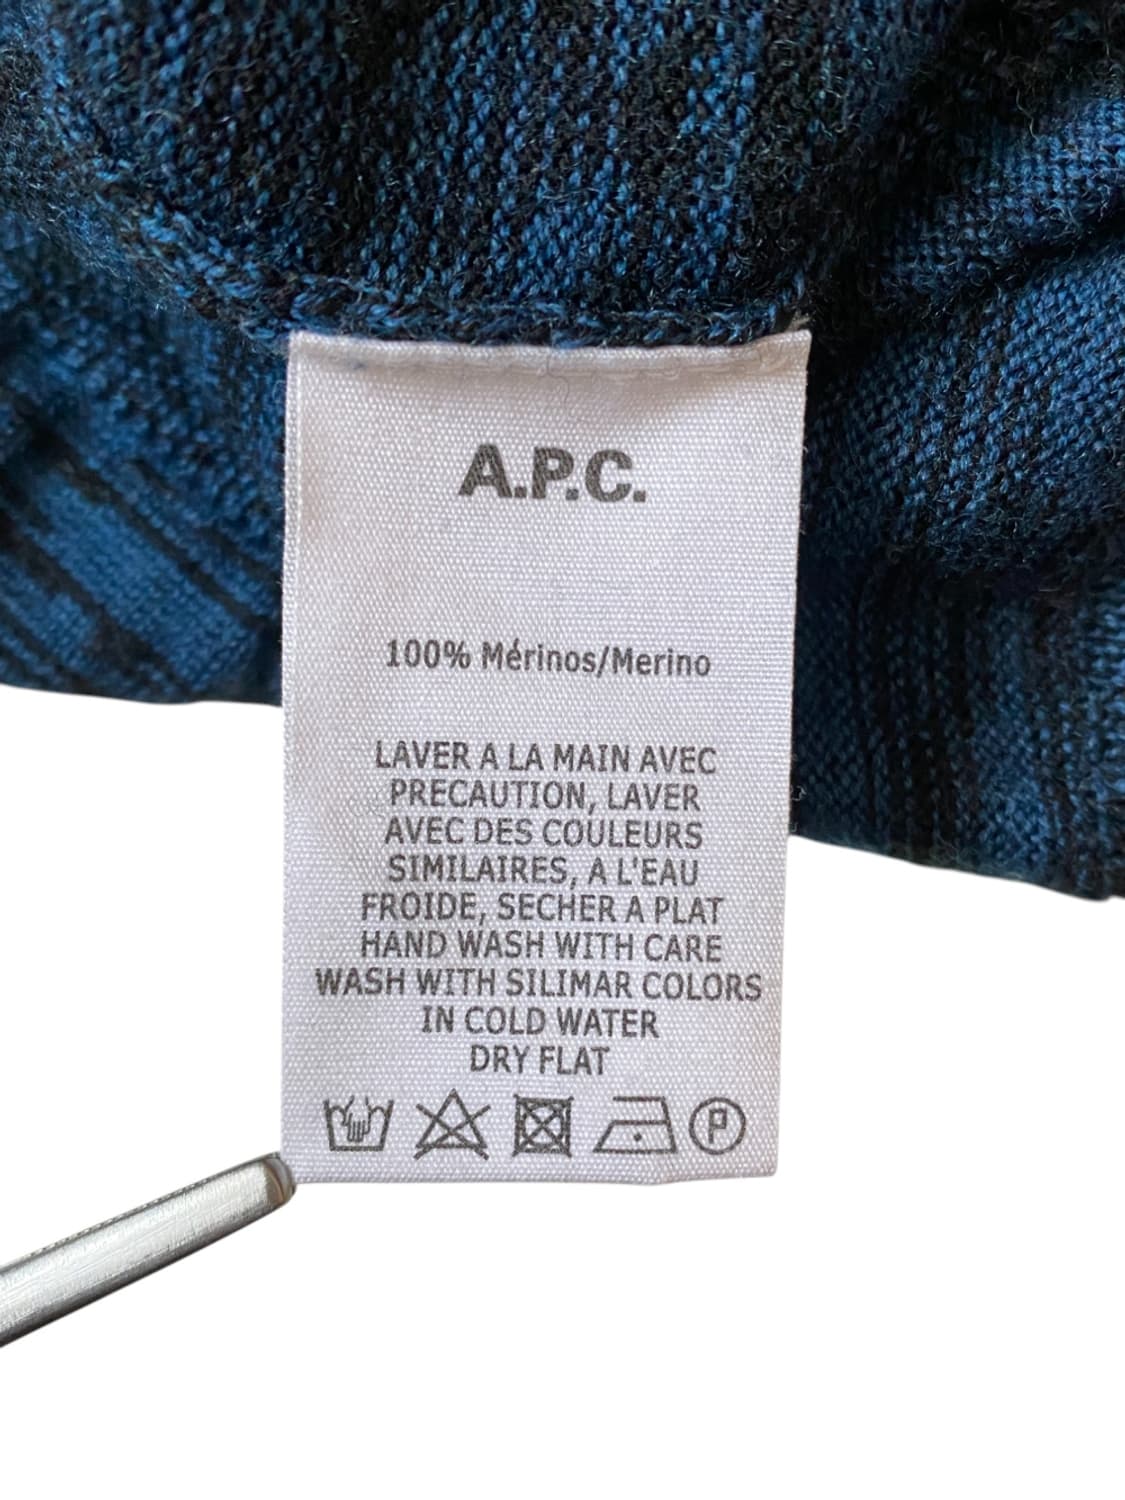 A.P.C.
100% Mérinos/Merino
LAVER A LA MAIN AVEC
PRECAUTION, LAVER
AVEC DES COULEURS
SIMILAIRES, A L'EAU
FROIDE, SECHER A PLAT
HAND WASH WITH CARE
WASH WITH SILIMAR COLORS
IN COLD WATER
DRY FLAT
P